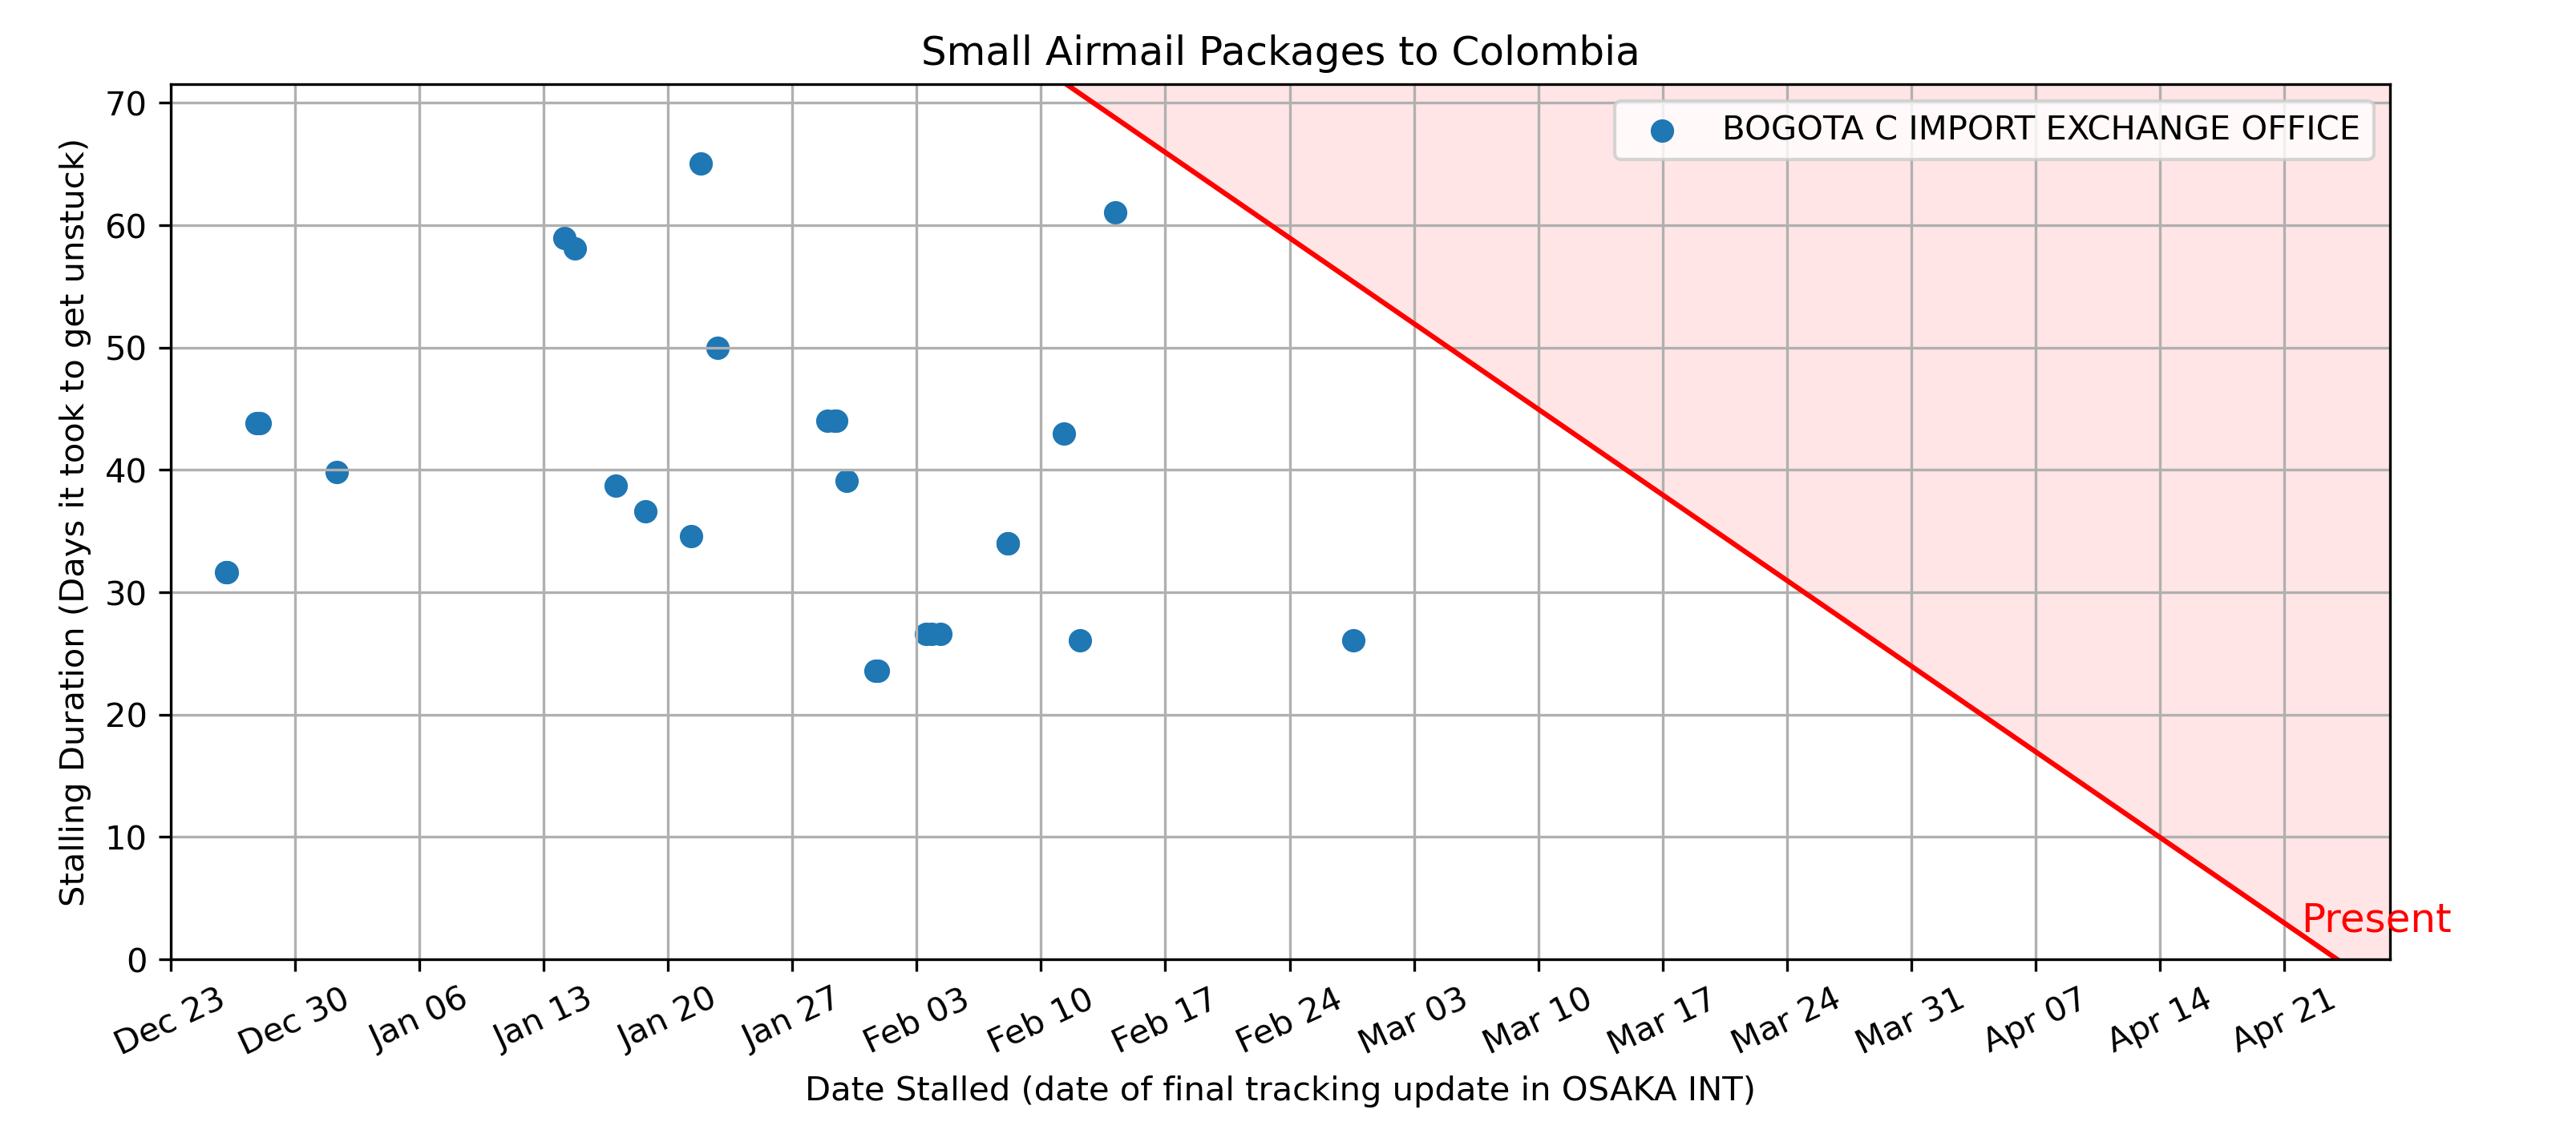 Small Airmail Packages to Colombia
BOGOTA C IMPORT EXCHANGE OFFICE
Stalling Duration (Days it took to get unstuck)
70
60
50
40
30
20
10
0
Present
Dec 23
Dec 30
Jan 06
Jan 13
Jan 20
Jan 27
Feb 03
Feb 10
Feb 17
Feb 24
Mar 03
Mar 10
Mar 17
Mar 24
Mar 31
Apr 07
Apr 14
Apr 21
Date Stalled (date of final tracking update in OSAKA INT)